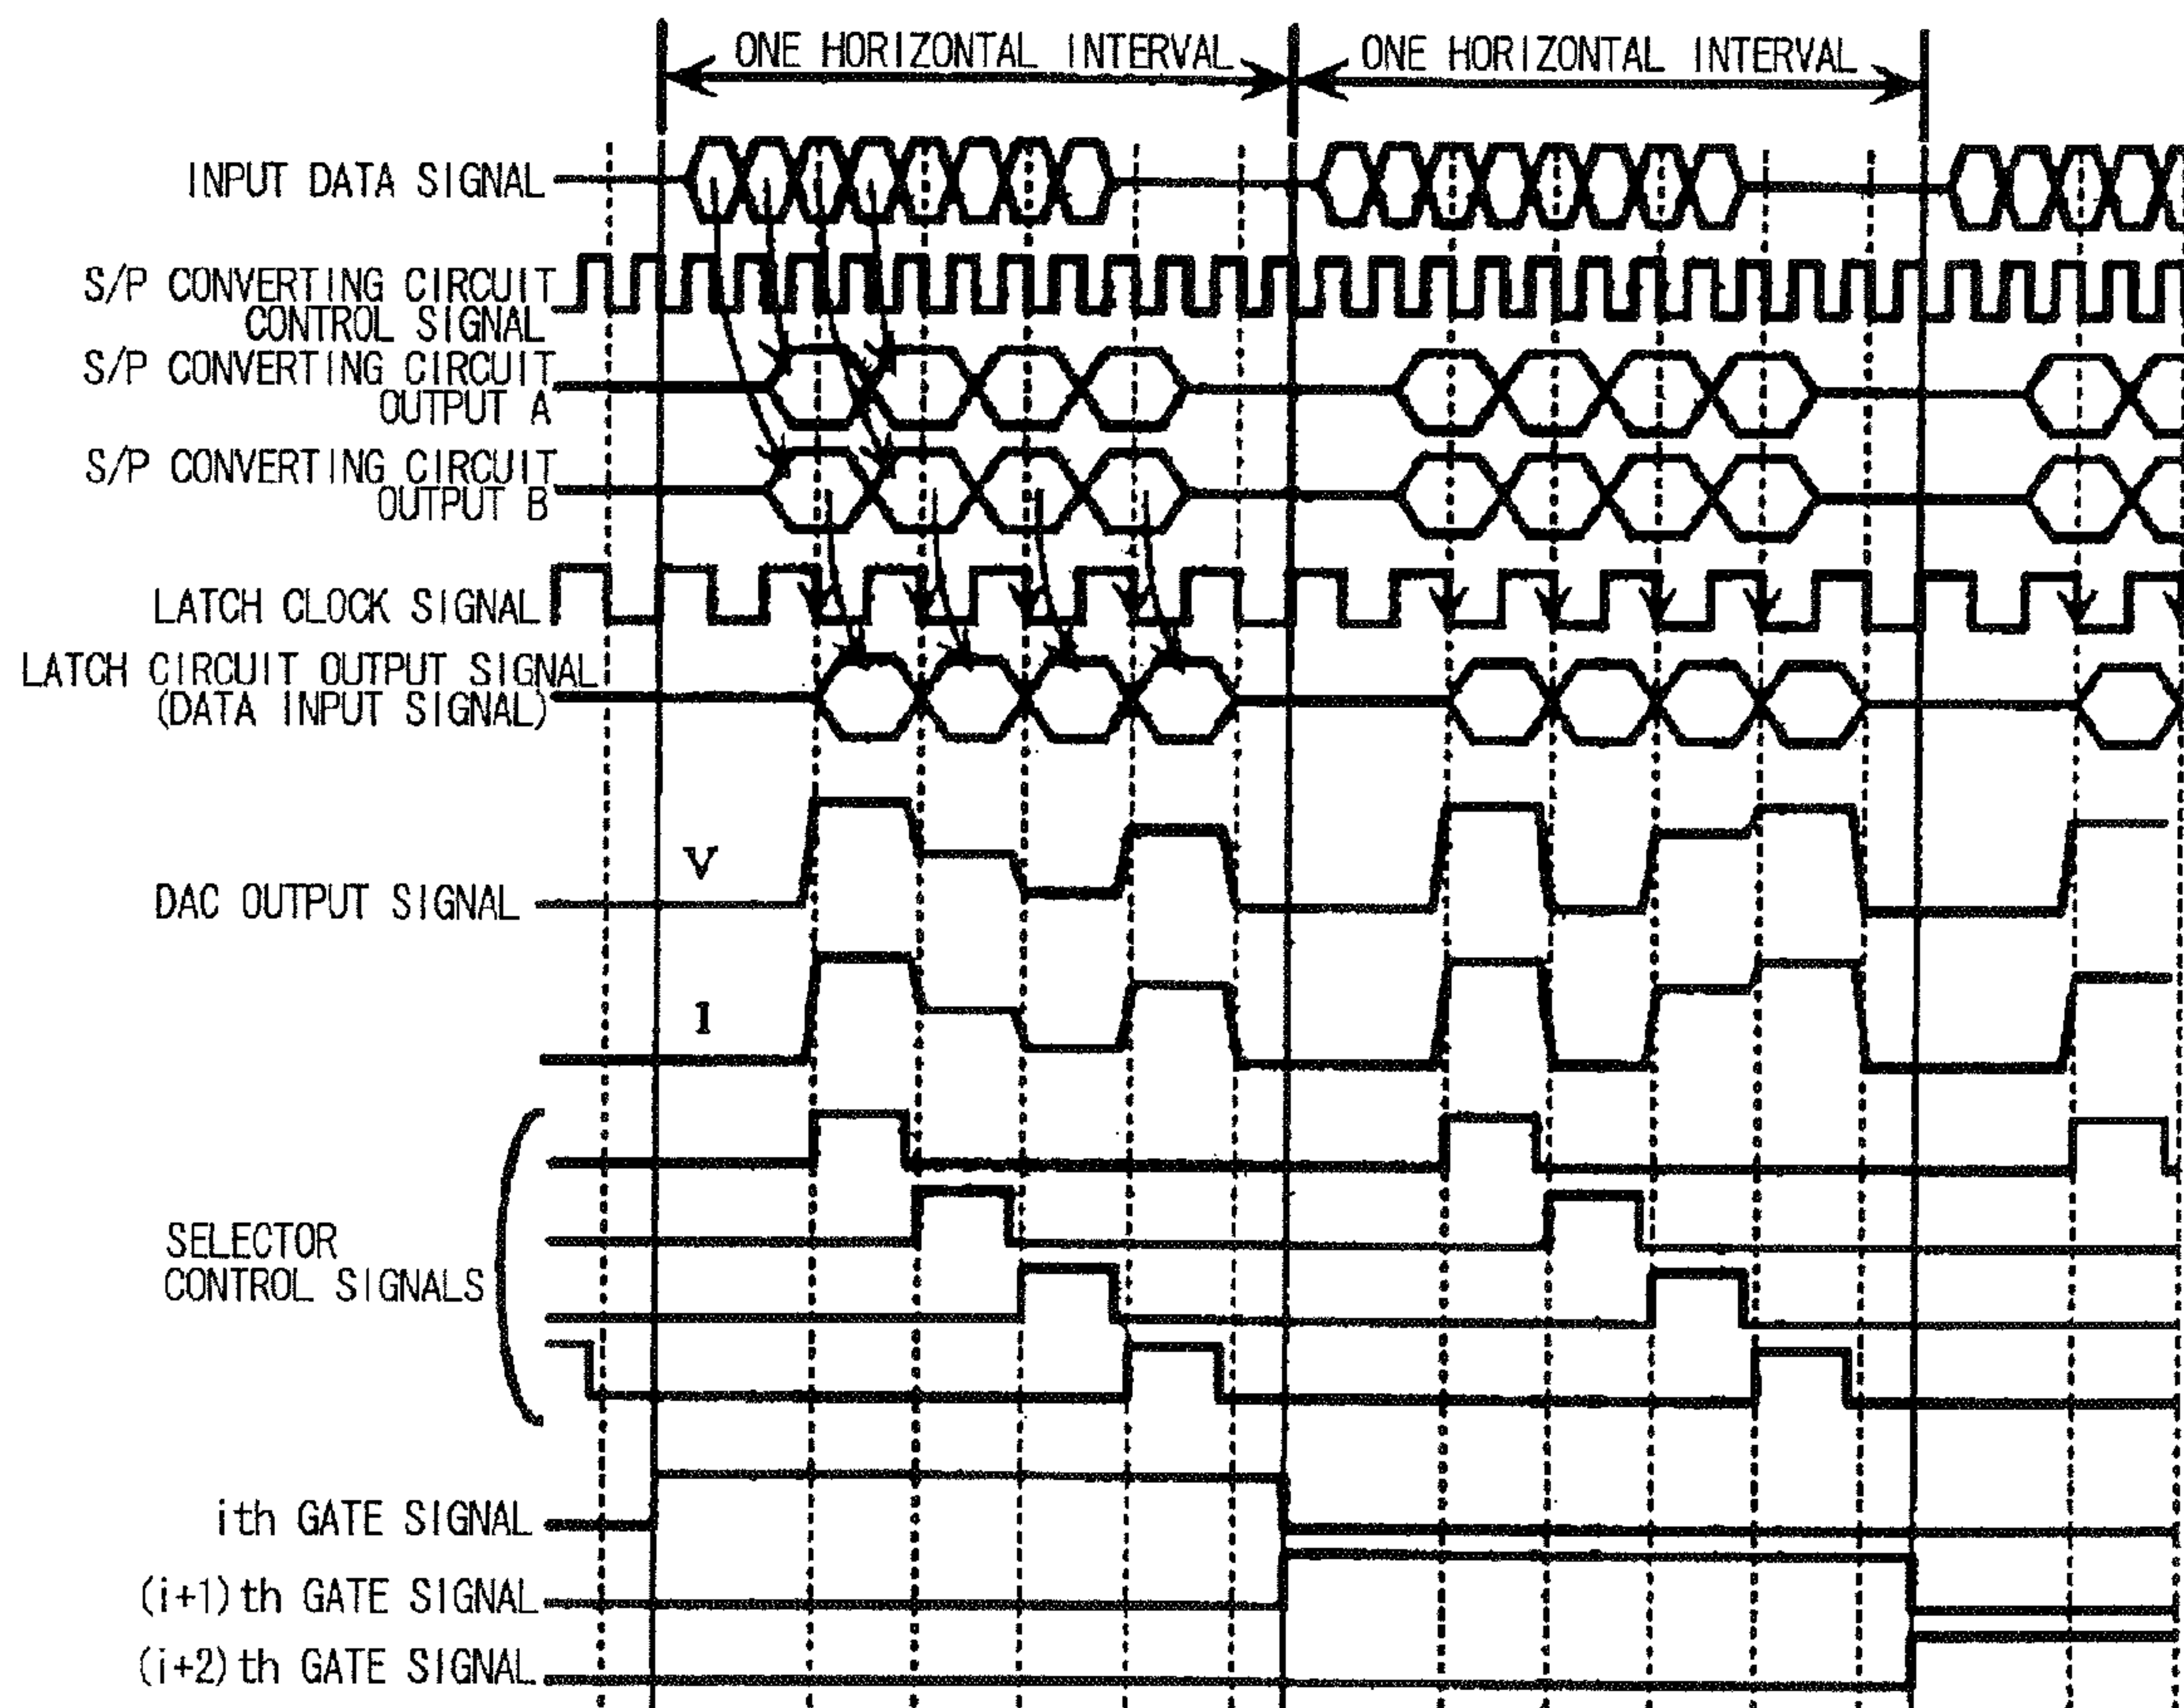 ONE HORIZONTAL INTERVAL
ONE HORIZONTAL INTERVAL
INPUT DATA SIGNAL
S/P CONVERTING CIRCUIT
CONTROL SIGNAL
S/P CONVERTING CIRCUIT
OUTPUT A
S/P CONVERTING CIRCUIT
OUTPUT B
LATCH CLOCK SIGNAL
LATCH CIRCUIT OUTPUT SIGNAL
(DATA INPUT SIGNAL)
V
DAC OUTPUT SIGNAL
I
SELECTOR
CONTROL SIGNALS
ith GATE SIGNAL
(i+1)th GATE SIGNAL
(i+2)th GATE SIGNAL